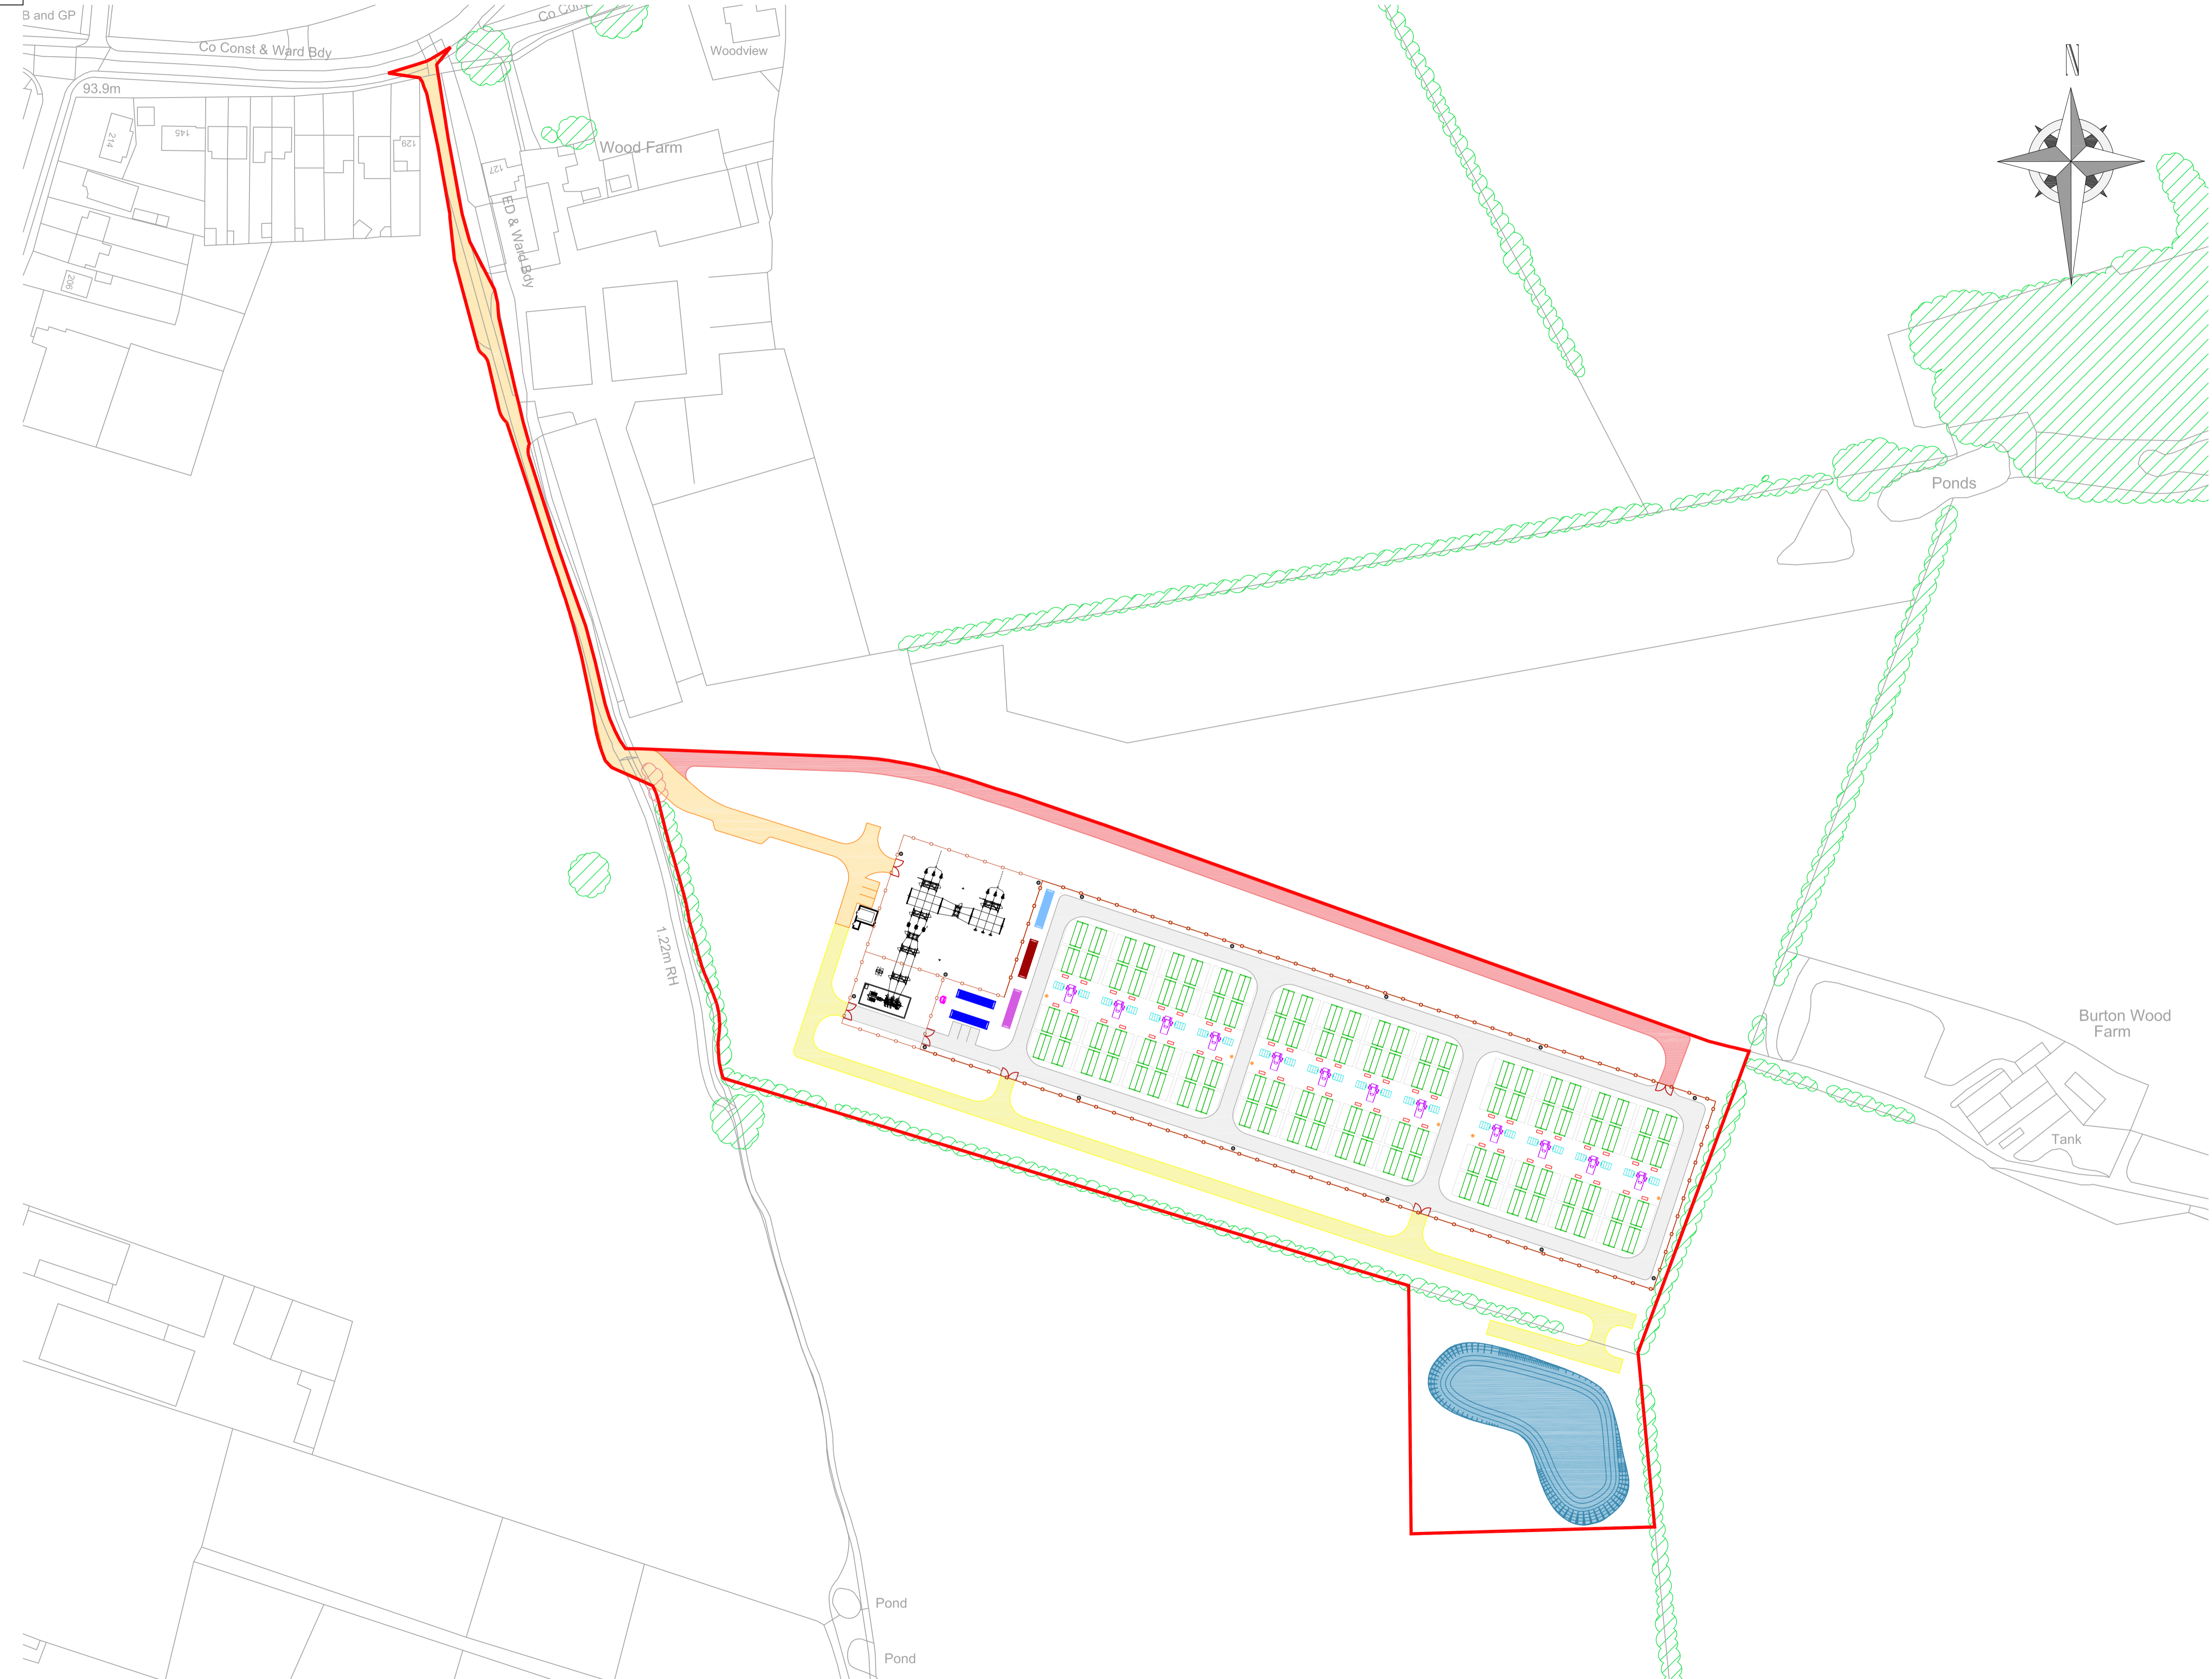 B and GP
Co Const & Ward Bdy
Woodview
93.9m
N
214
145
129
Wood Farm
127
ED & Ward Bdy
206
Ponds
1.22m RH
Burton Wood
Farm
Tank
Pond
Pond